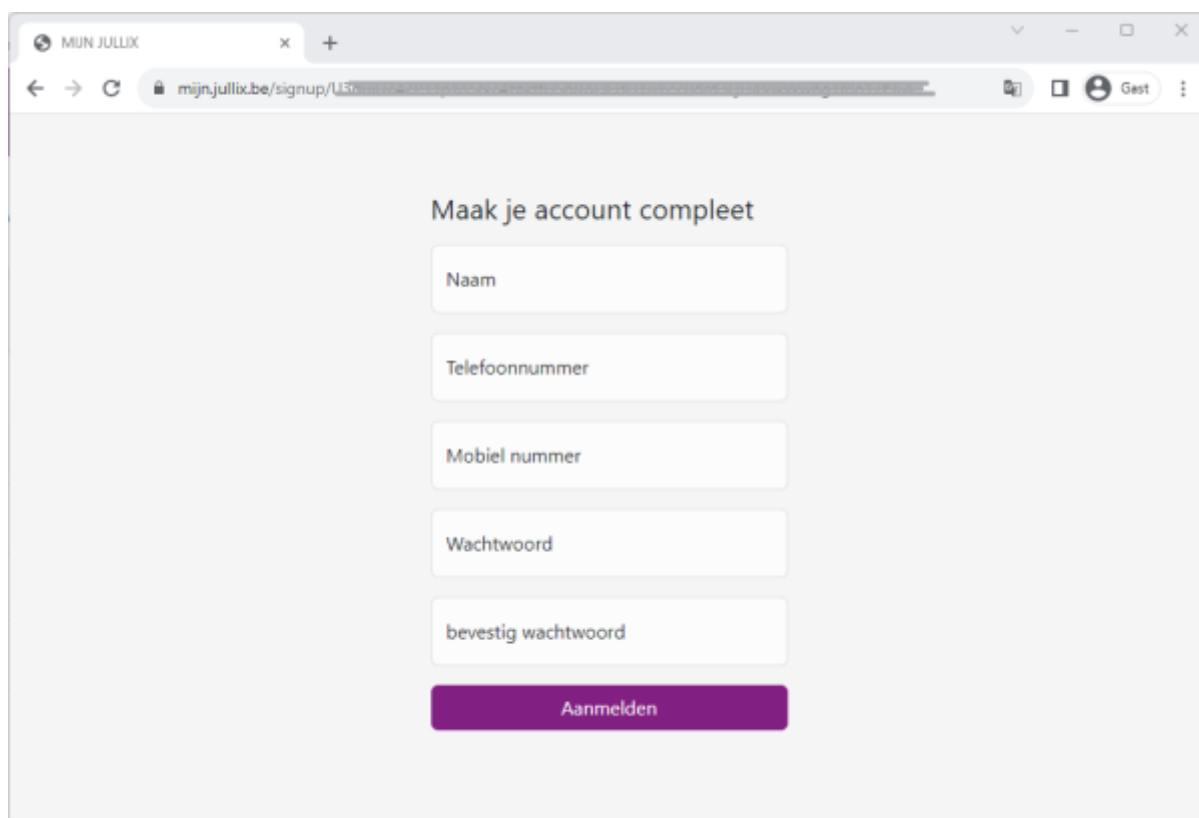 MIJN JULLIX
mijn.jullix.be/signup/
Gast
Maak je account compleet
Naam
Telefoonnummer
Mobiel nummer
Wachtwoord
bevestig wachtwoord
Aanmelden